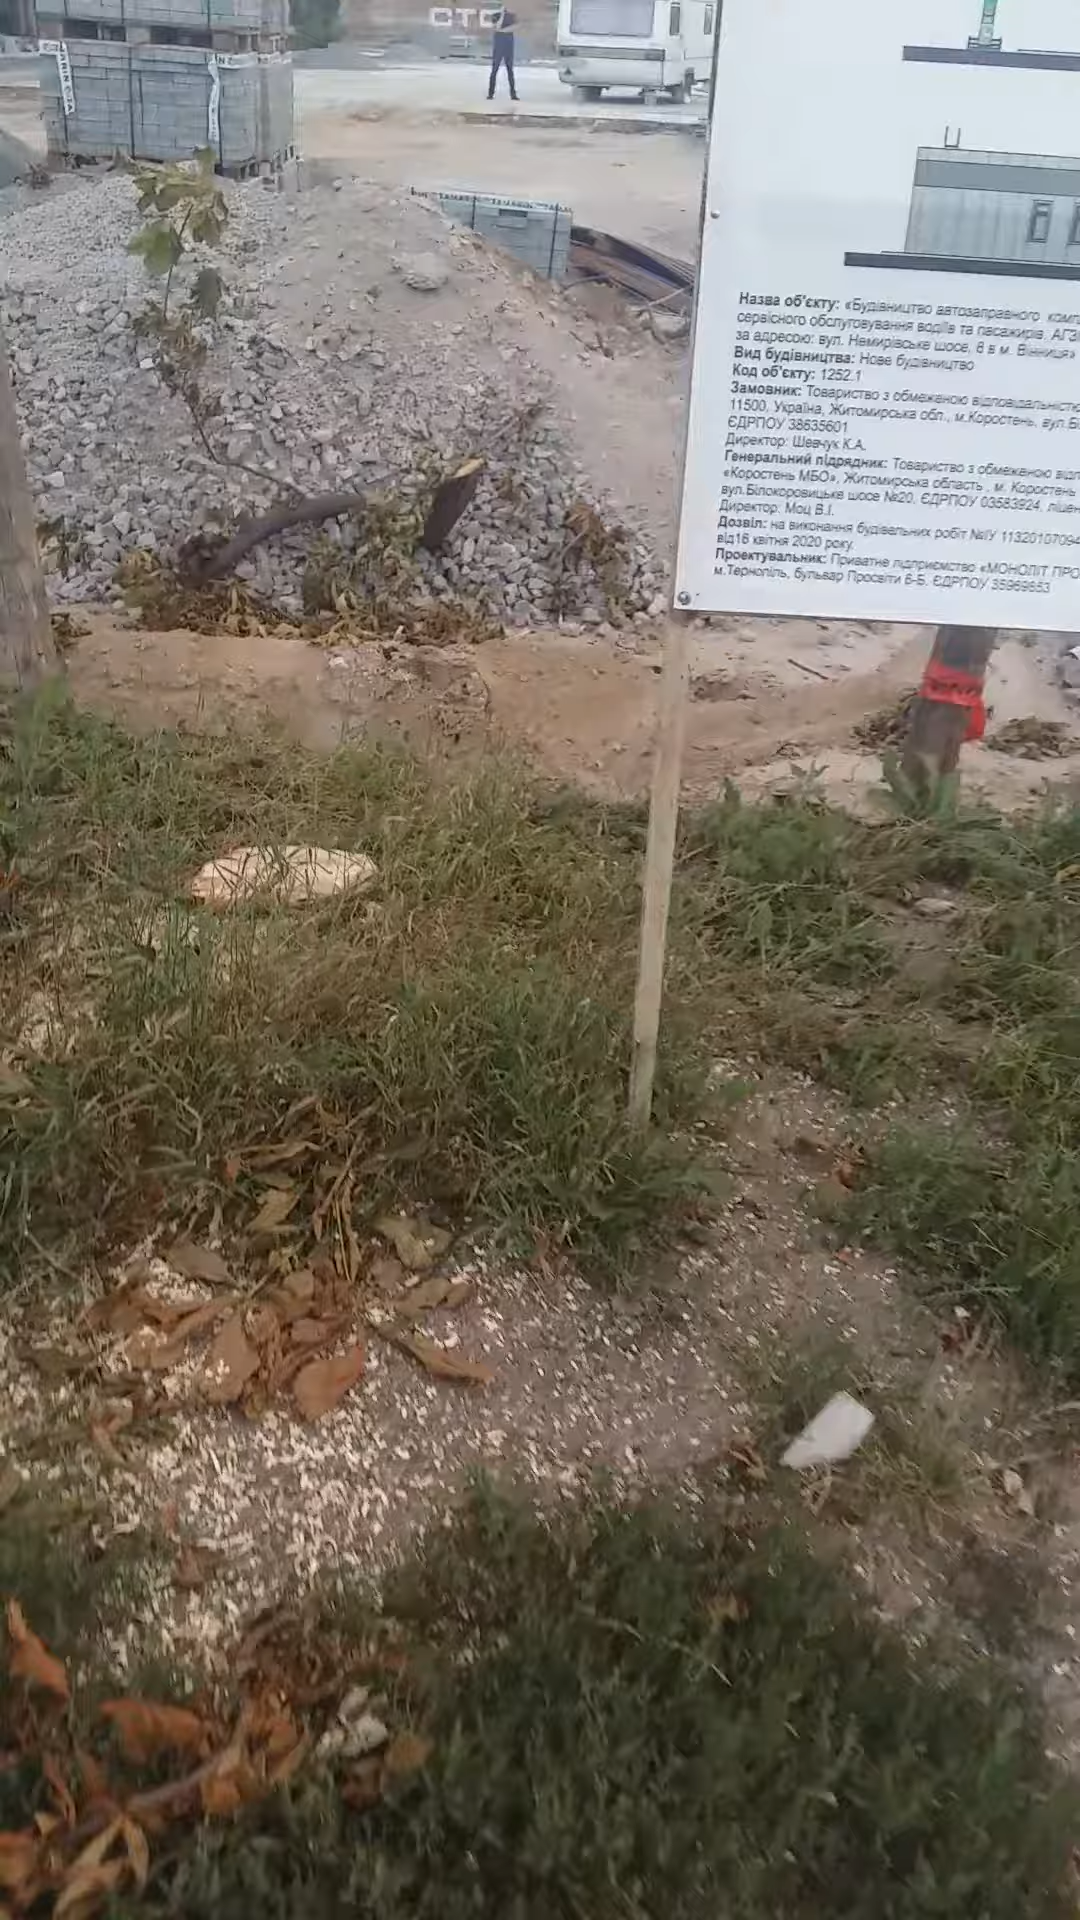 СТО
Назва об'єкту: «Будівництво автозаправного
сервісного обслуговування водіїв та пасажирів, АГЗ
за адресою: вул. Немирівське шосе, 8 в м. Вінниця»
Вид будівництва: Нове будівництво
Код об'єкту: 1252.1
Замовник: Товариство з обмеженою відповідальністю
11500, Україна, Житомирська обл., м.Коростень, вул.Бі
ЄДРПОУ 38635601
Директор: Шевчук К.А.
Генеральний підрядник: Товариство з обмеженою від
«Коростень МБО», Житомирська область , м. Коростень
вул.Білокоровицьке шосе №20, ЄДРПОУ 03583924, ліцен
Директор: Моц В.І.
Дозвіл: на виконання будівельних робіт №ІУ 1132010709
від16 квітня 2020 року.
Проектувальник: Приватне підприємство «МОНОЛІТ ПРО
м.Тернопіль, бульвар Просвіти 6-Б, ЄДРПОУ 35969853